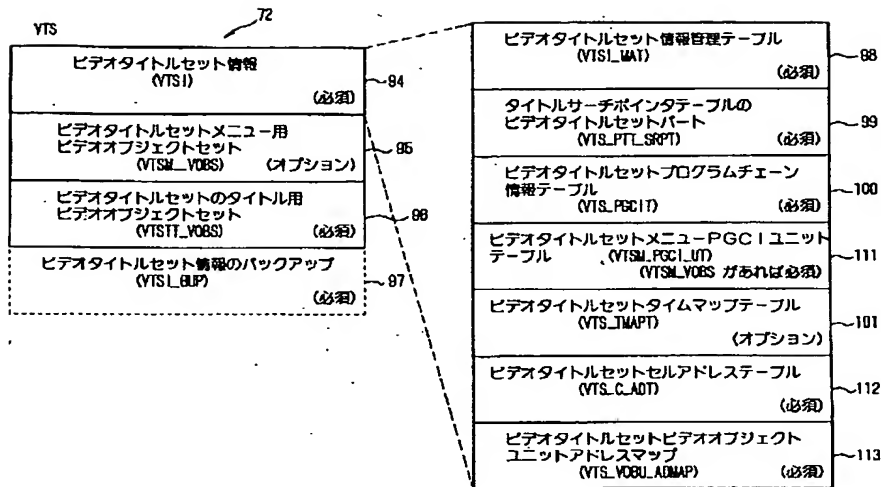 VTS
72
ビデオタイトルセット情報
(VTSI)
(必須)
94
ビデオタイトルセットメニュー用
ビデオオブジェクトセット
(VTSM_VOBS) (オプション)
95
ビデオタイトルセットのタイトル用
ビデオオブジェクトセット
(VTSTT_VOBS) (必須)
96
ビデオタイトルセット情報のバックアップ
(VTSI_BUP)
(必須)
97
ビデオタイトルセット情報管理テーブル
(VTSI_MAT)
(必須)
98
タイトルサーチポインタテーブルの
ビデオタイトルセットパート
(VTS_PTT_SRPT) (必須)
99
ビデオタイトルセットプログラムチェーン
情報テーブル
(VTS_PGCIT) (必須)
100
ビデオタイトルセットメニューPGCIユニット
テーブル (VTSM_PGCI_UT)
(VTSM_VOBS があれば必須)
111
ビデオタイトルセットタイムマップテーブル
(VTS_TMAPT)
(オプション)
101
ビデオタイトルセットセルアドレステーブル
(VTS_C_ADT)
(必須)
112
ビデオタイトルセットビデオオブジェクト
ユニットアドレスマップ
(VTS_VOBU_ADMAP) (必須)
113